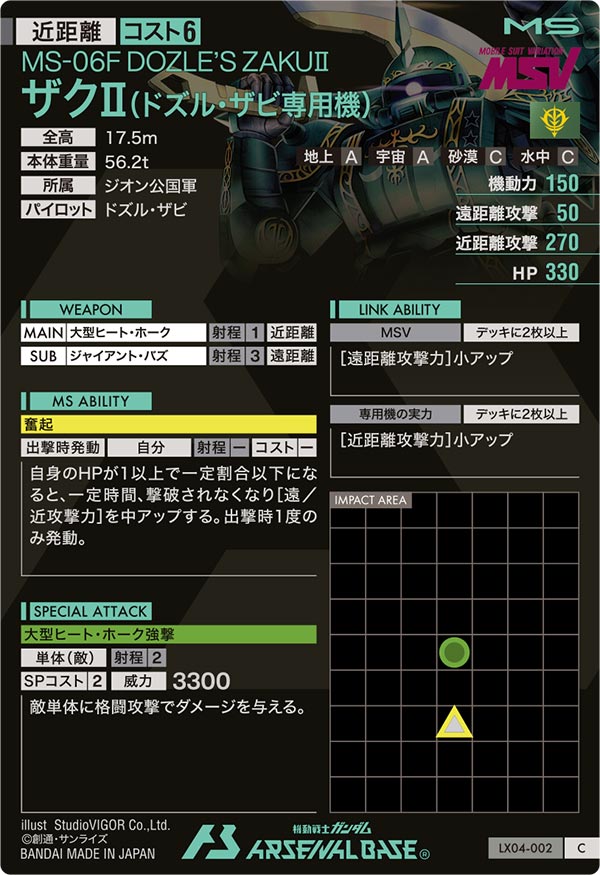 近距離 コスト6
MS
MS-06F DOZLE'S ZAKUII
MOBILE SUIT VARIATION
MSV
ザクII(ドズル・ザビ専用機)
全高 17.5m
本体重量 56.2t
所属 ジオン公国軍
パイロット ドズル・ザビ
地上 A 宇宙 A 砂漠 C 水中 C
機動力 150
遠距離攻撃 50
近距離攻撃 270
HP 330
WEAPON
MAIN 大型ヒート・ホーク 射程 1 近距離
SUB ジャイアント・バズ 射程 3 遠距離
MS ABILITY
奮起
出撃時発動 自分 射程 ー コスト ー
自身のHPが1以上で一定割合以下にな
ると、一定時間、撃破されなくなり[遠/
近攻撃力]を中アップする。出撃時1度の
み発動。
SPECIAL ATTACK
大型ヒート・ホーク強撃
単体(敵) 射程 2
SPコスト 2 威力 3300
敵単体に格闘攻撃でダメージを与える。
LINK ABILITY
MSV デッキに2枚以上
[遠距離攻撃力]小アップ
専用機の実力 デッキに2枚以上
[近距離攻撃力]小アップ
IMPACT AREA
illust StudioVIGOR Co.,Ltd.
©創通・サンライズ
BANDAI MADE IN JAPAN
機動戦士ガンダム
AB ARSENAL BASE®
LX04-002 C